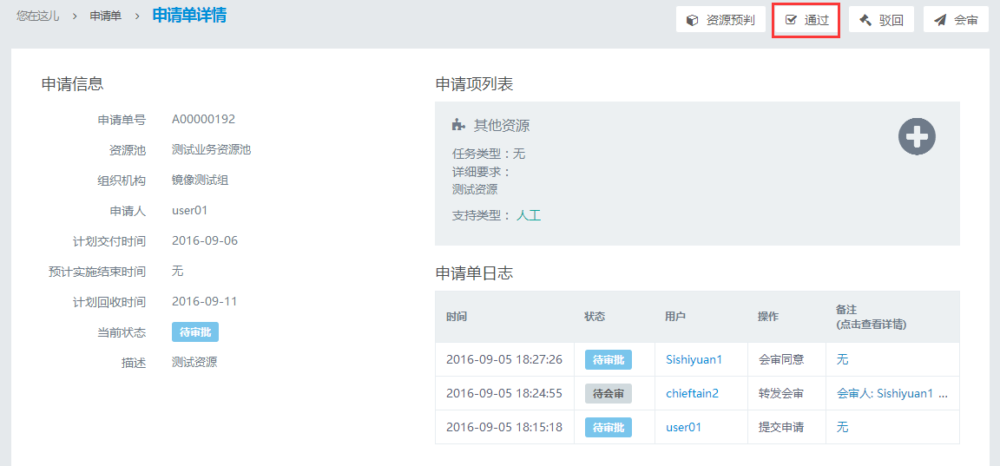 您在这儿 > 申请单 > 申请单详情
资源预判 通过 驳回 会审
申请信息
申请单号 A00000192
资源池 测试业务资源池
组织机构 镜像测试组
申请人 user01
计划交付时间 2016-09-06
预计实施结束时间 无
计划回收时间 2016-09-11
当前状态 待审批
描述 测试资源
申请项列表
其他资源
任务类型：无
详细要求：
测试资源
支持类型： 人工
申请单日志
时间 状态 用户 操作 备注
(点击查看详情)
2016-09-05 18:27:26 待审批 Sishiyuan1 会审同意 无
2016-09-05 18:24:55 待会审 chieftain2 转发会审 会审人: Sishiyuan1 ...
2016-09-05 18:15:18 待审批 user01 提交申请 无